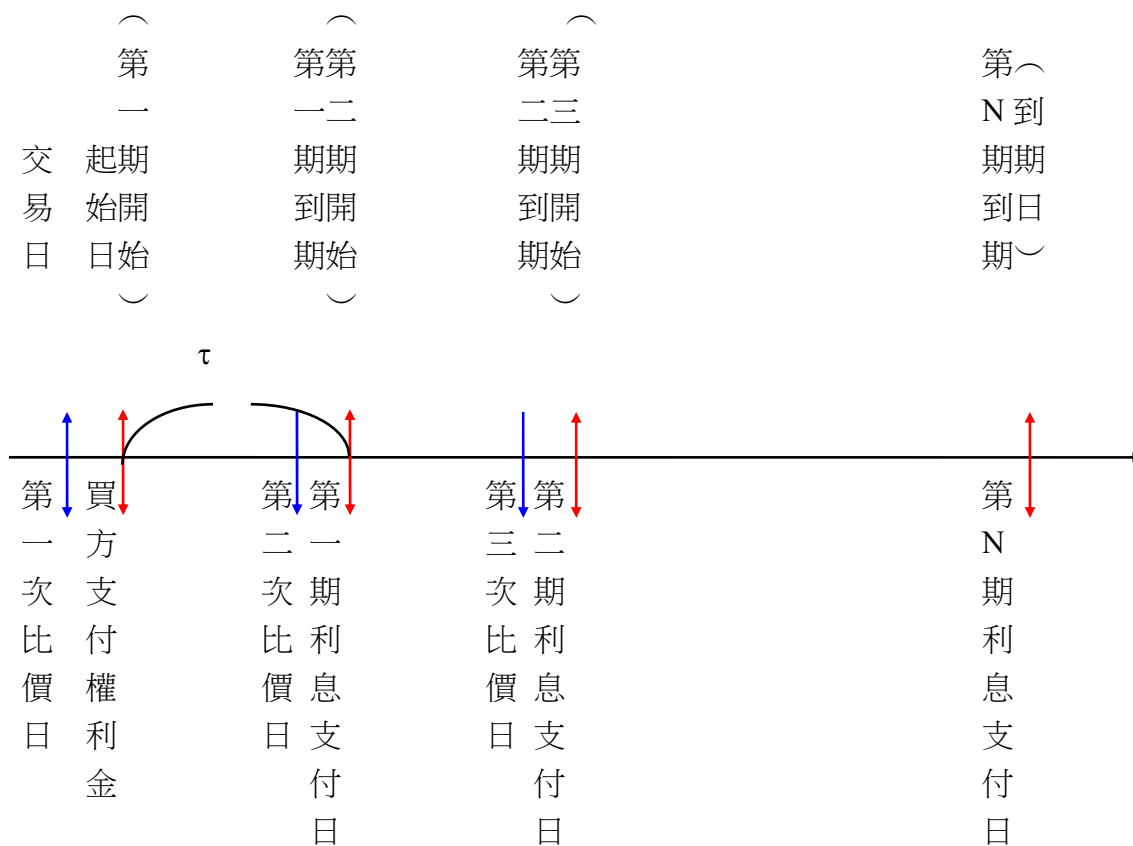 交易日
起始日
（第一期開始）
第一期到期
（第二期開始）
第二期到期
（第三期開始）
第N期到期
（到期日）
τ
第一次比價日
買方支付權利金
第二次比價日
第一期利息支付日
第三次比價日
第二期利息支付日
第N期利息支付日